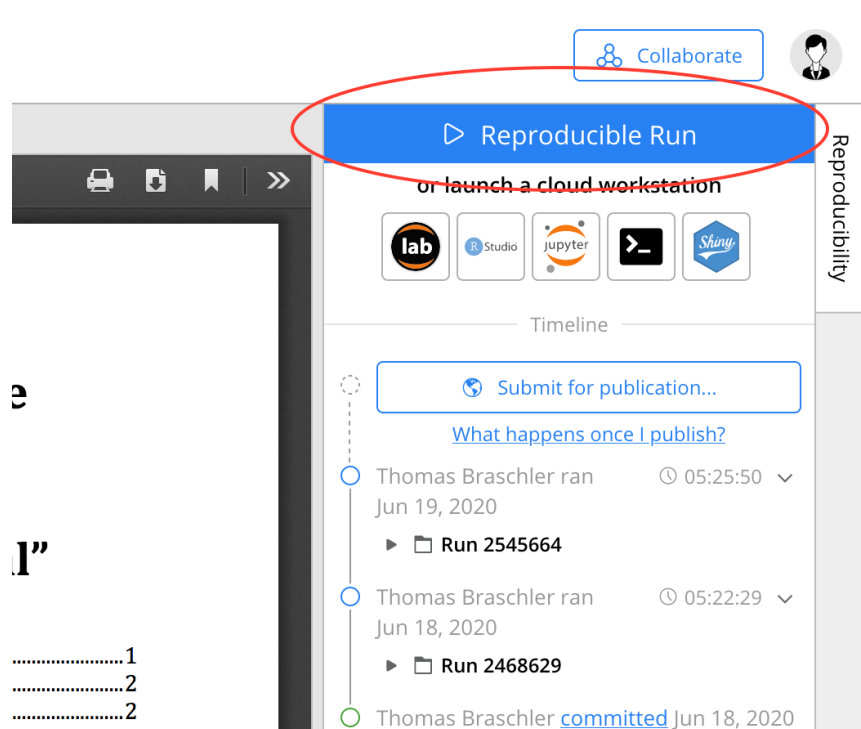 Collaborate
Reproducible Run
Reproducibility
or launch a cloud workstation
lab
R Studio
jupyter
>_
Shiny
Timeline
e
Submit for publication...
What happens once I publish?
Thomas Braschler ran 05:25:50
Jun 19, 2020
Run 2545664
l”
Thomas Braschler ran 05:22:29
Jun 18, 2020
Run 2468629
.......................1
.......................2
.......................2
Thomas Braschler committed Jun 18, 2020